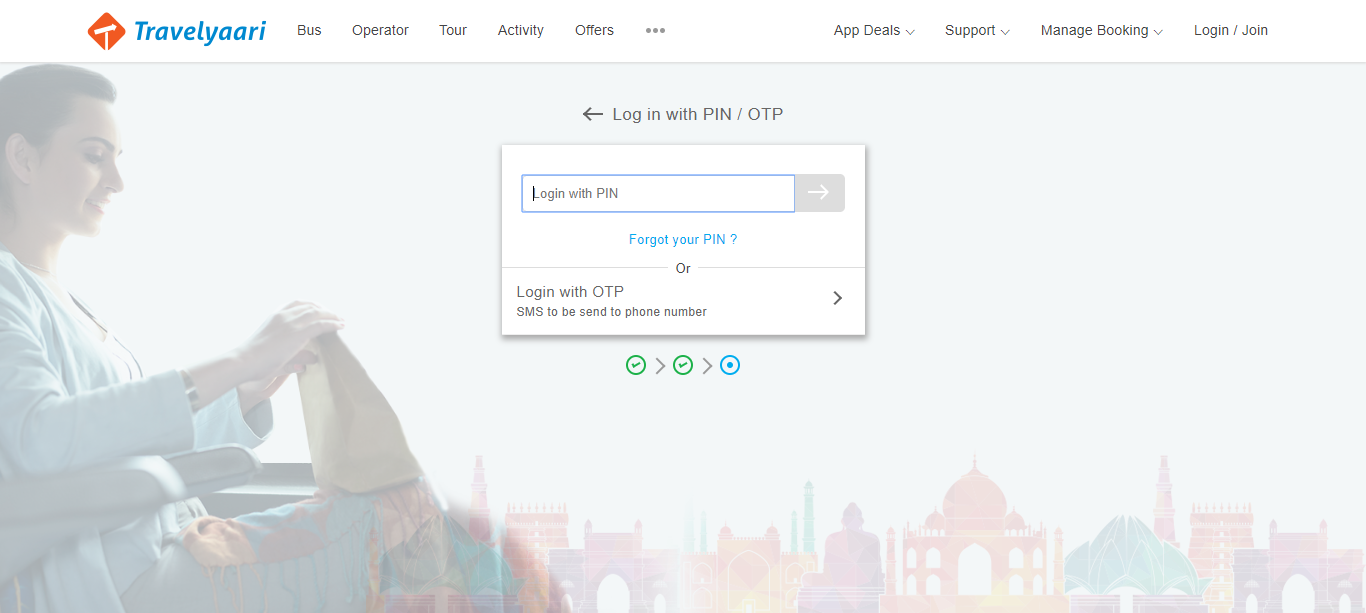 Travelyaari Bus Operator Tour Activity Offers App Deals Support Manage Booking Login / Join
Log in with PIN / OTP
Login with PIN
Forgot your PIN ?
Or
Login with OTP
SMS to be send to phone number